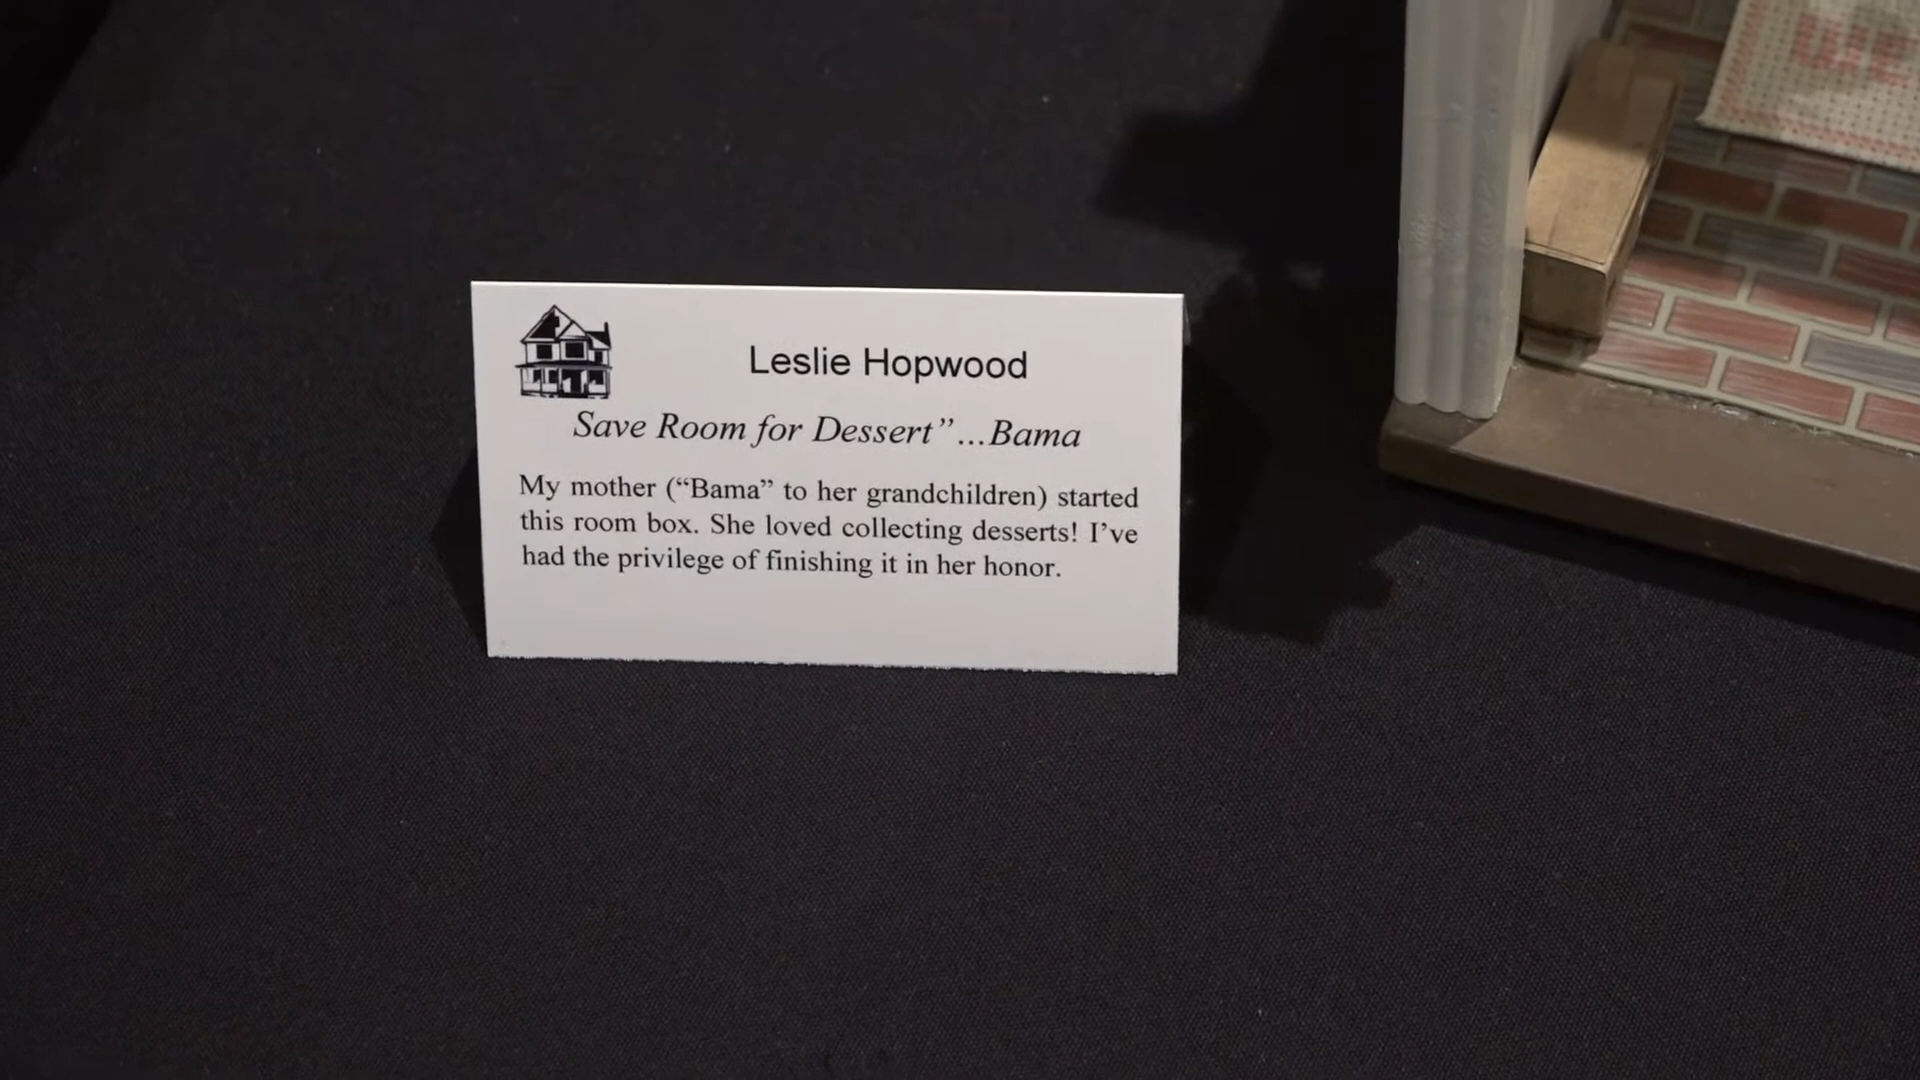 Leslie Hopwood
Save Room for Dessert”...Bama
My mother (“Bama” to her grandchildren) started
this room box. She loved collecting desserts! I’ve
had the privilege of finishing it in her honor.